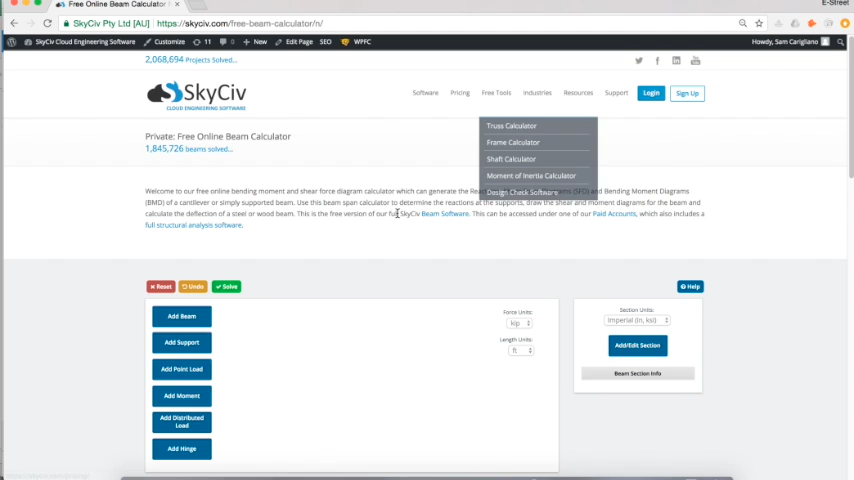 Free Online Beam Calculator
E-Street
SkyCiv Pty Ltd [AU] https://skyciv.com/free-beam-calculator/n/
SkyCiv Cloud Engineering Software Customize 11 0 New Edit Page SEO WPFC Howdy, Sam Carigliano
2,068,694 Projects Solved...
SkyCiv
CLOUD ENGINEERING SOFTWARE
Software Pricing Free Tools Industries Resources Support Login Sign Up
Truss Calculator
Frame Calculator
Shaft Calculator
Moment of Inertia Calculator
Design Check Software
Private: Free Online Beam Calculator
1,845,726 beams solved...
Welcome to our free online bending moment and shear force diagram calculator which can generate the Diagrams (SFD) and Bending Moment Diagrams
(BMD) of a cantilever or simply supported beam. Use this beam span calculator to determine the reactions at the supports, draw the shear and moment diagrams for the beam and
calculate the deflection of a steel or wood beam. This is the free version of our full SkyCiv Beam Software. This can be accessed under one of our Paid Accounts, which also includes a
full structural analysis software.
Reset Undo Solve Help
Add Beam
Add Support
Add Point Load
Add Moment
Add Distributed
Load
Add Hinge
Force Units:
kip
Length Units:
ft
Section Units:
Imperial (in, ksi)
Add/Edit Section
Beam Section Info